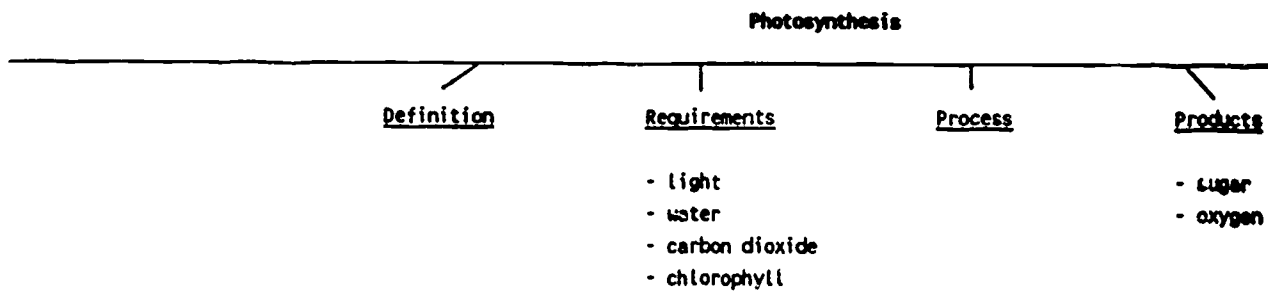 Photosynthesis
Definition Requirements Process Products
- light - sugar
- water - oxygen
- carbon dioxide
- chlorophyll